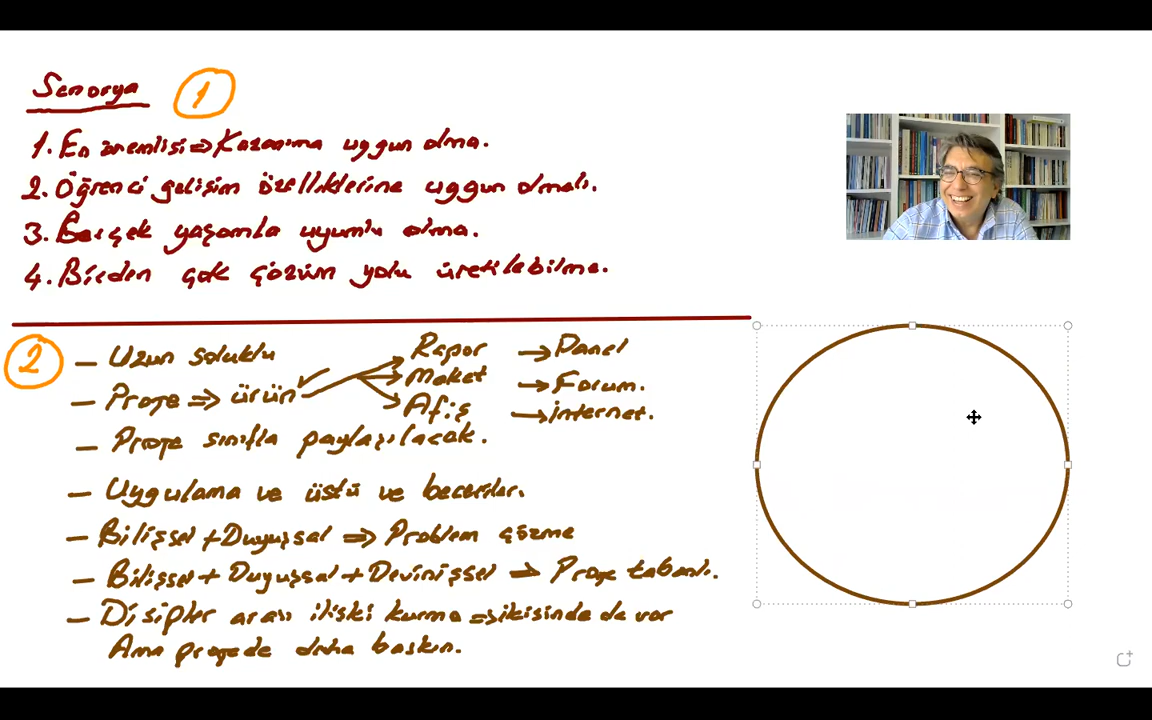 Senorya 1
1. En önemlisi => Kazanıma uygun olma.
2. Öğrenci gelişim özelliklerine uygun olmalı.
3. Gerçek yaşamla uyumlu olma.
4. Birden çok çözüm yolu üretilebilme.
2 - Uzun soluklu
- Proje => ürün Rapor → Panel
Maket → Forum.
Afiş → internet.
- Proje sınıfla paylaşılacak.
- Uygulama ve üstü ve beceriler.
- Bilişsel + Duyuşsal => Problem çözme
- Bilişsel + Duyuşsal + Devinişsel → Proje tabanlı.
- Disipler arası ilişki kurma => ikisinde de var
Ama projede daha baskın.